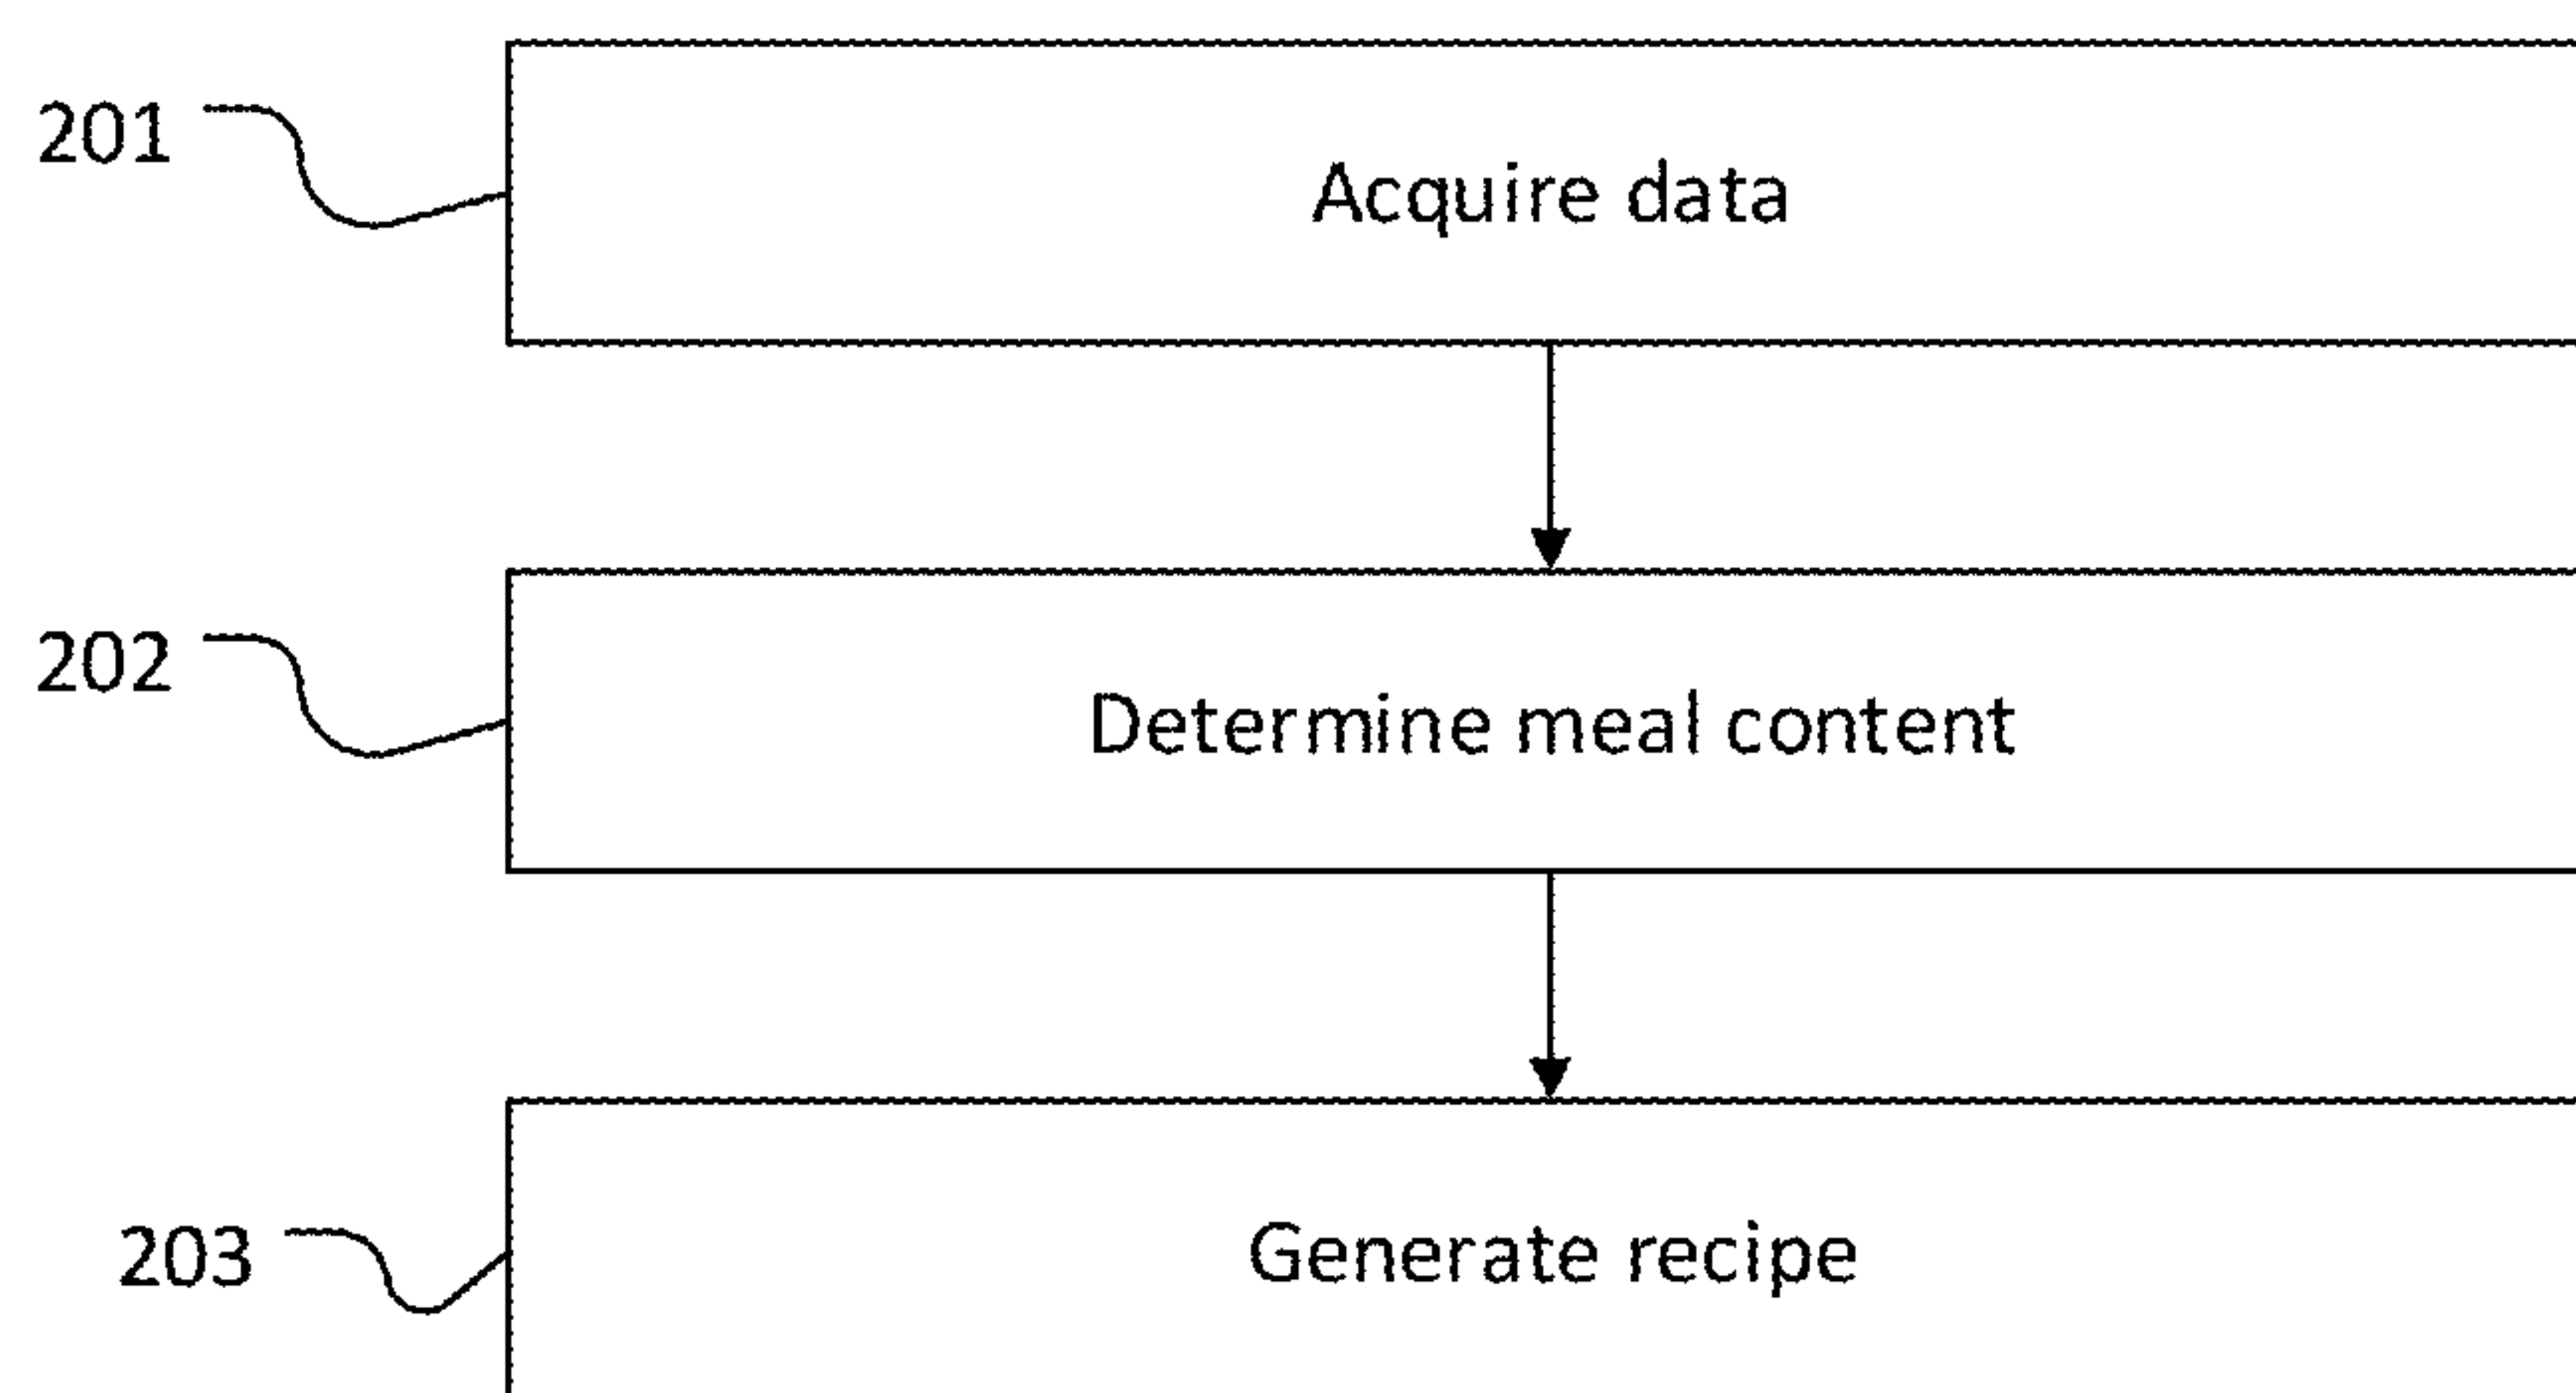 201
Acquire data
202
Determine meal content
203
Generate recipe